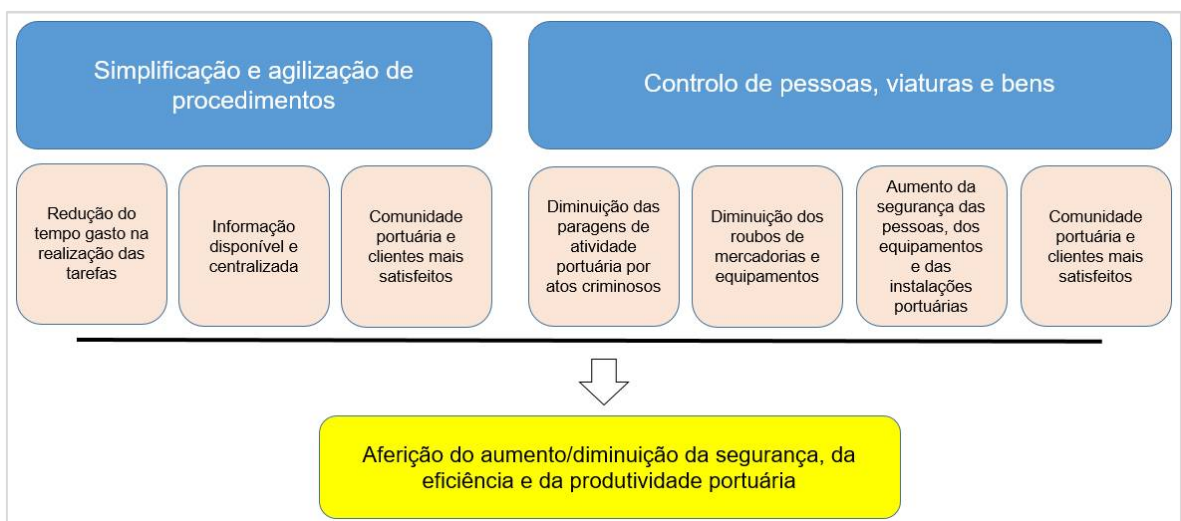 Simplificação e agilização de
procedimentos
Controlo de pessoas, viaturas e bens
Redução do
tempo gasto na
realização das
tarefas
Informação
disponível e
centralizada
Comunidade
portuária e
clientes mais
satisfeitos
Diminuição das
paragens de
atividade
portuária por
atos criminosos
Diminuição dos
roubos de
mercadorias e
equipamentos
Aumento da
segurança das
pessoas, dos
equipamentos
e das
instalações
portuárias
Comunidade
portuária e
clientes mais
satisfeitos
Aferição do aumento/diminuição da segurança, da
eficiência e da produtividade portuária